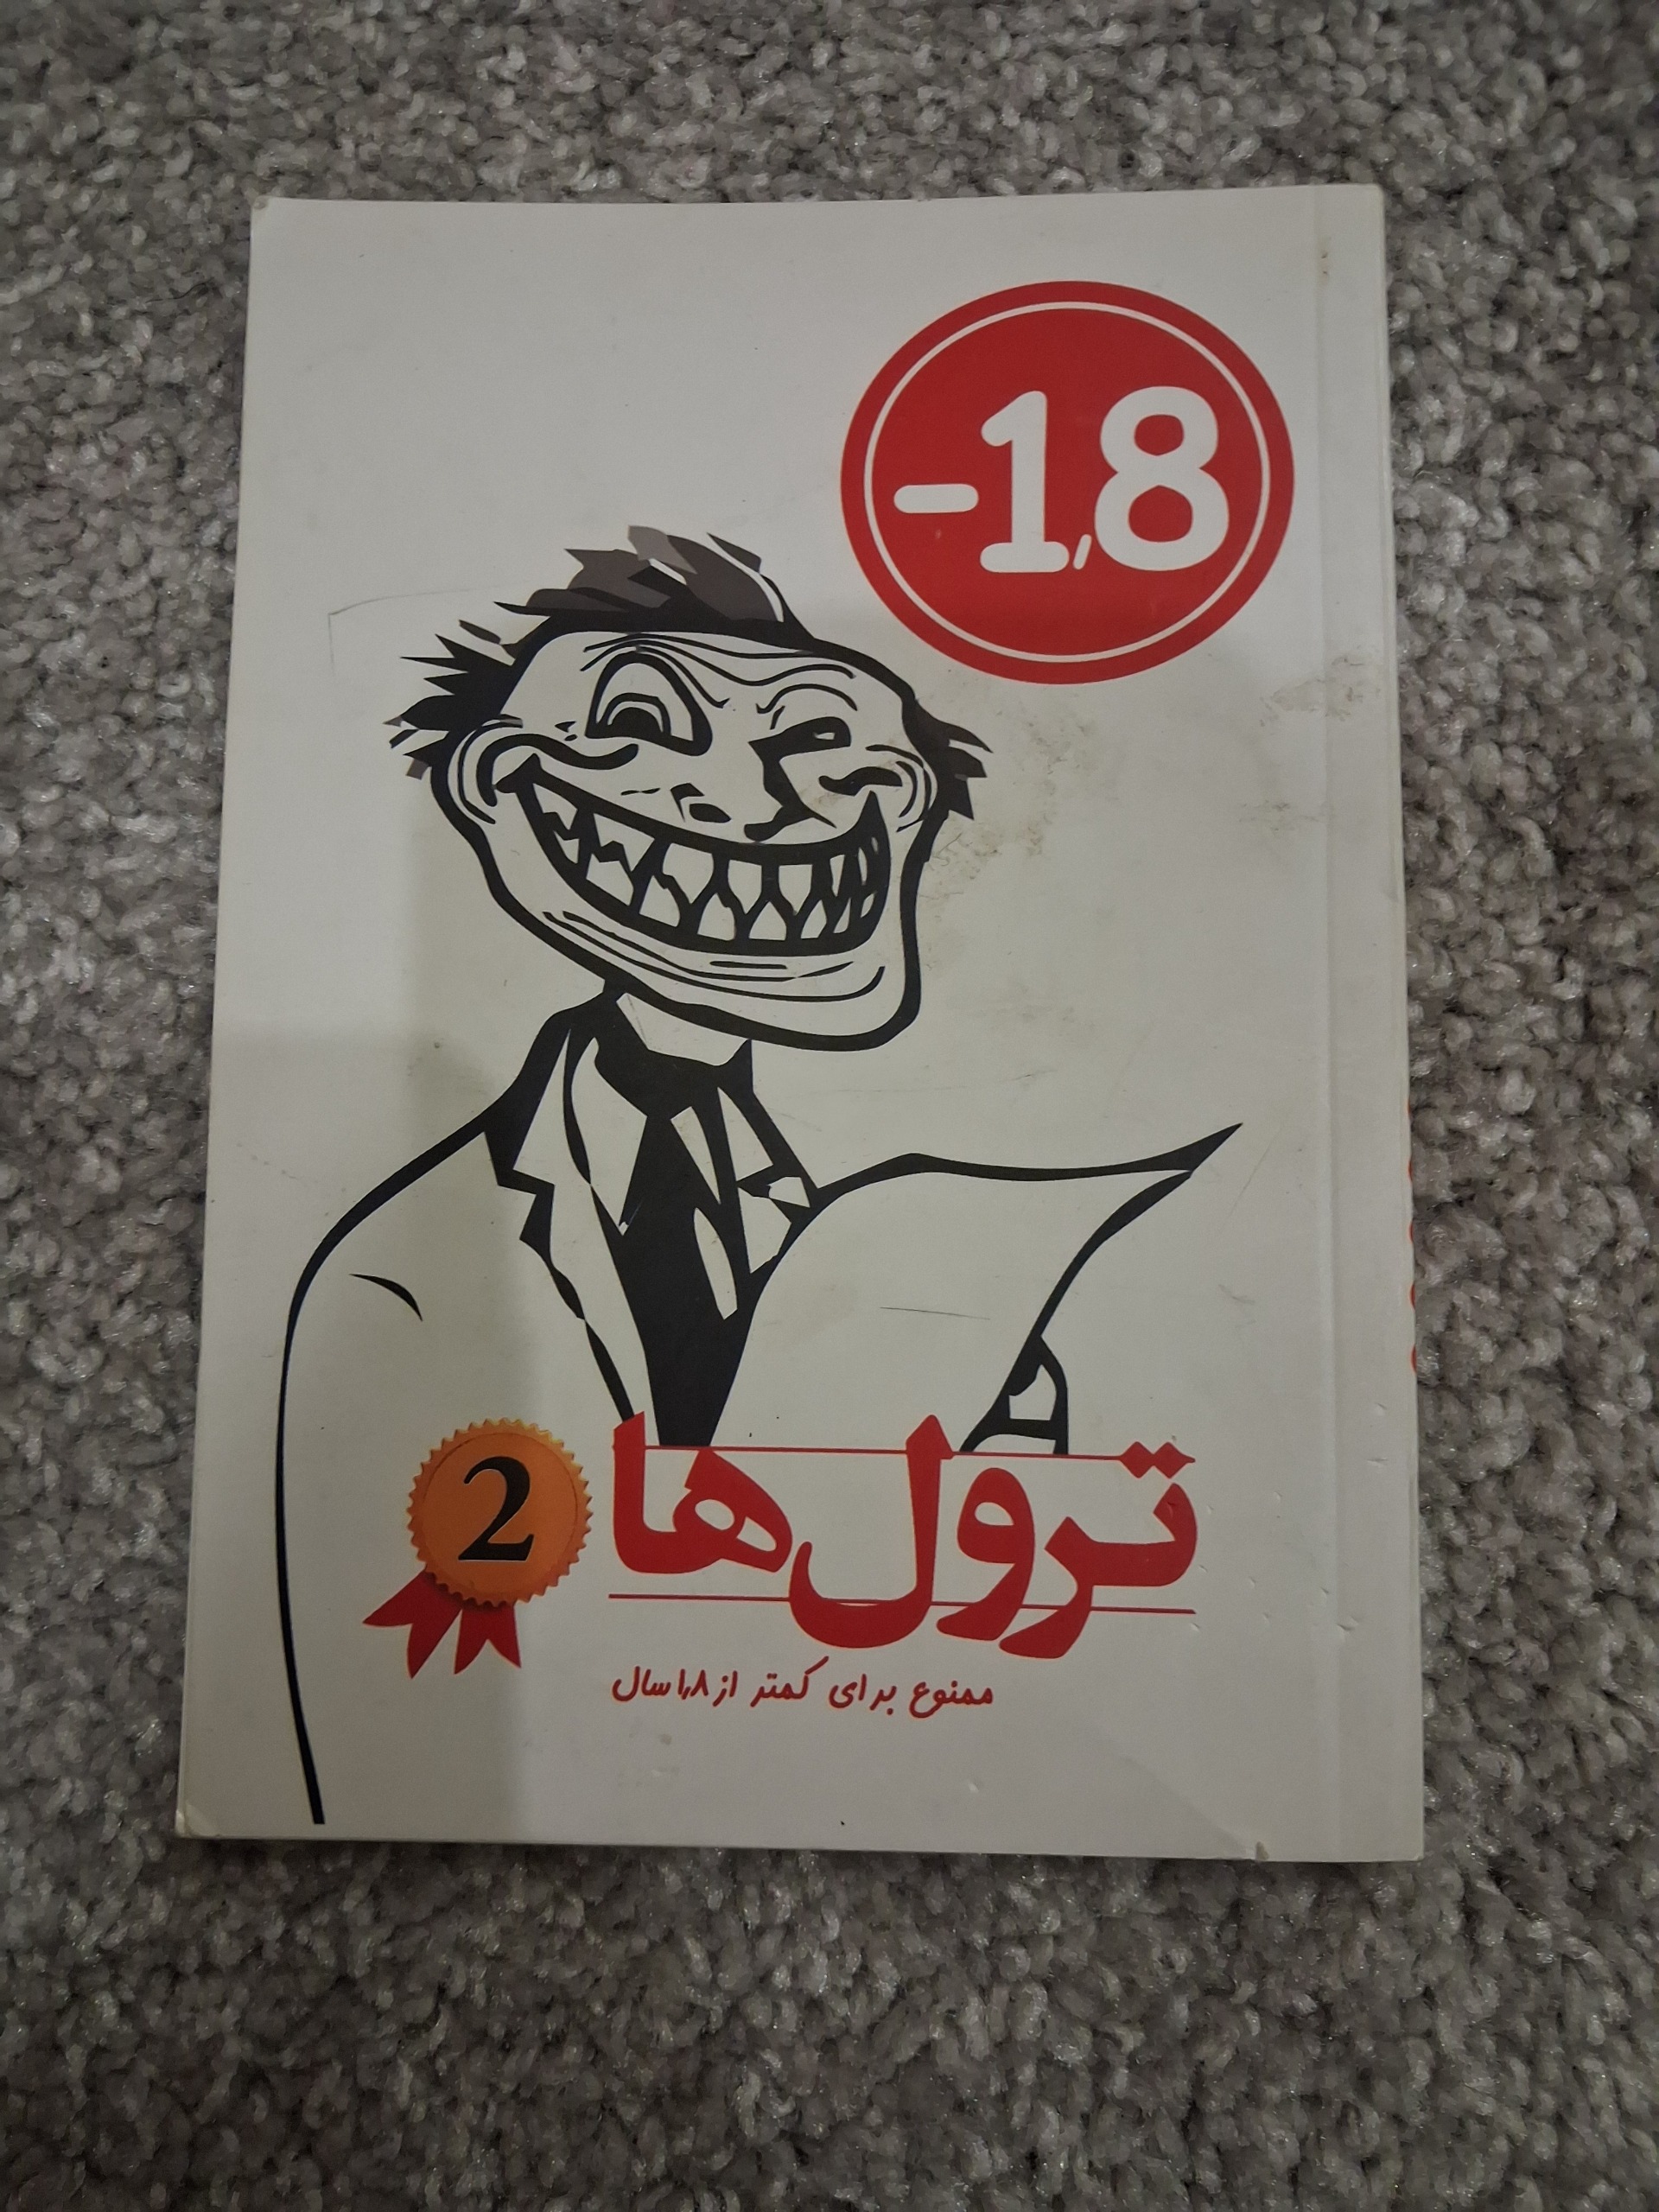 -1,8
ترول‌ها
2
ممنوع برای کمتر از ۱,۸ سال